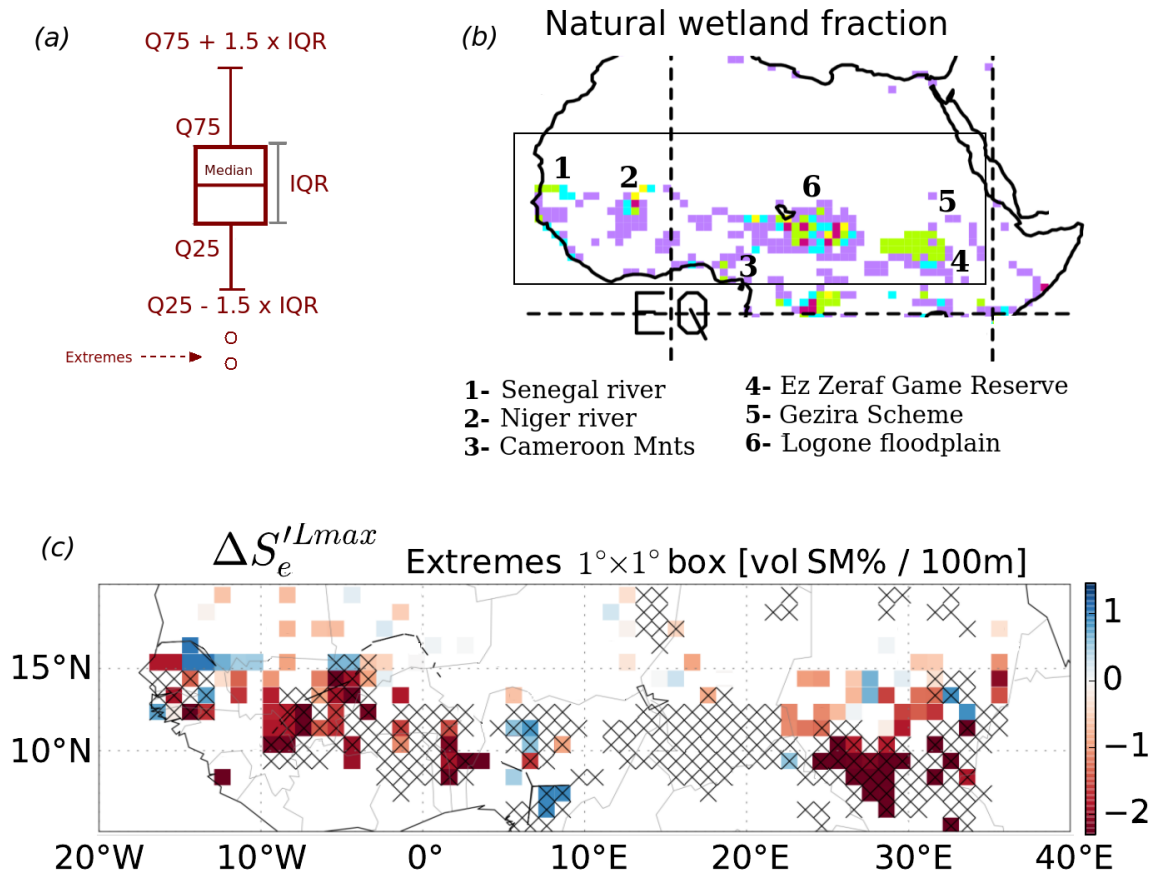 (a)
Q75 + 1.5 x IQR
Q75
Median
IQR
Q25
Q25 - 1.5 x IQR
Extremes
(b)
Natural wetland fraction
1
2
6
5
3
4
EQ
1- Senegal river
2- Niger river
3- Cameroon Mnts
4- Ez Zeraf Game Reserve
5- Gezira Scheme
6- Logone floodplain
(c)
ΔS_e^{′Lmax} Extremes 1°×1° box [vol SM% / 100m]
15°N
10°N
20°W 10°W 0° 10°E 20°E 30°E 40°E
1
0
−1
−2